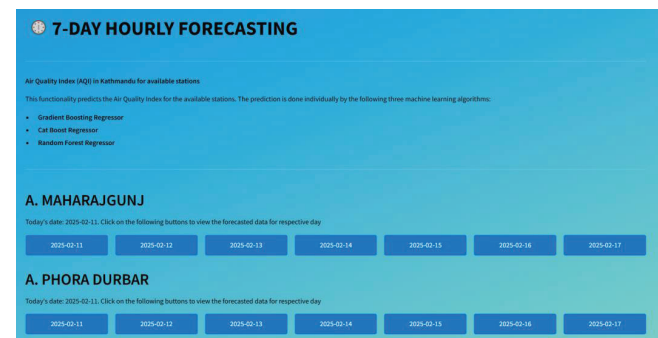 7-DAY HOURLY FORECASTING
Air Quality Index (AQI) in Kathmandu for available stations
This functionality predicts the Air Quality Index for the available stations. The prediction is done individually by the following three machine learning algorithms:
• Gradient Boosting Regressor
• Cat Boost Regressor
• Random Forest Regressor
A. MAHARAJGUNJ
Today's date: 2025-02-11. Click on the following buttons to view the forecasted data for respective day
2025-02-11 2025-02-12 2025-02-13 2025-02-14 2025-02-15 2025-02-16 2025-02-17
A. PHORA DURBAR
Today's date: 2025-02-11. Click on the following buttons to view the forecasted data for respective day
2025-02-11 2025-02-12 2025-02-13 2025-02-14 2025-02-15 2025-02-16 2025-02-17